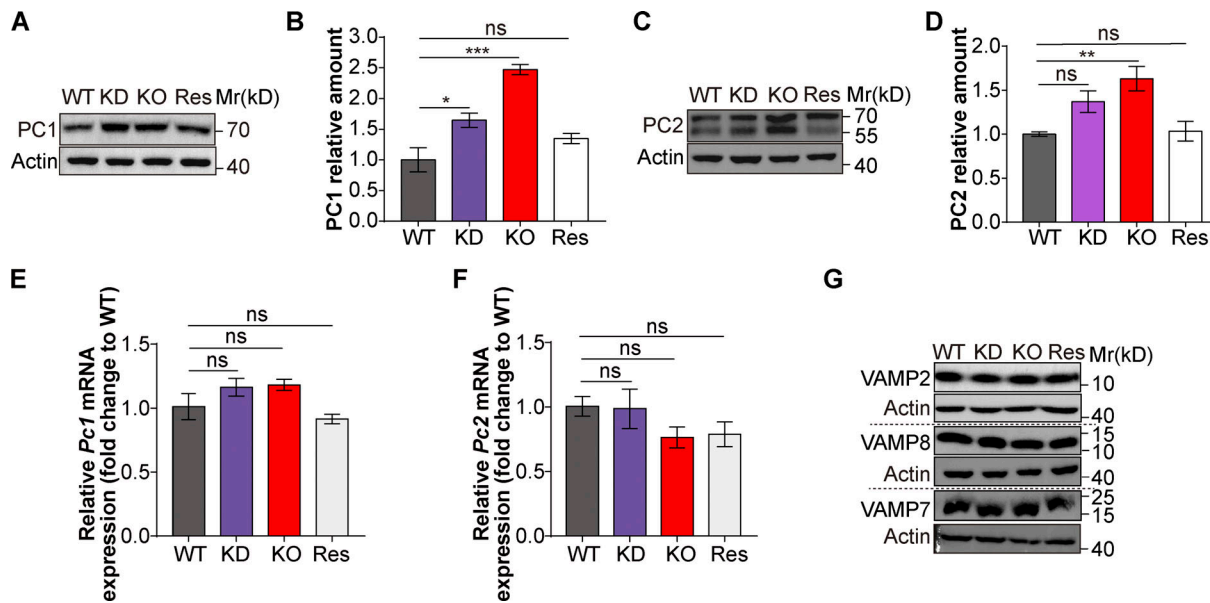 A
WT KD KO Res Mr(kD)
PC1
70
Actin
40
B
PC1 relative amount
3.0
2.5
2.0
1.5
1.0
0.5
0.0
ns
***
*
WT KD KO Res
C
WT KD KO Res Mr(kD)
PC2
70
55
Actin
40
D
PC2 relative amount
2.0
1.5
1.0
0.5
0.0
ns
**
ns
WT KD KO Res
E
Relative Pc1 mRNA
expression (fold change to WT)
1.5
1.0
0.5
0.0
ns
ns
ns
WT KD KO Res
F
Relative Pc2 mRNA
expression (fold change to WT)
1.5
1.0
0.5
0.0
ns
ns
ns
WT KD KO Res
G
WT KD KO Res Mr(kD)
VAMP2
10
Actin
40
VAMP8
15
10
Actin
40
VAMP7
25
15
Actin
40